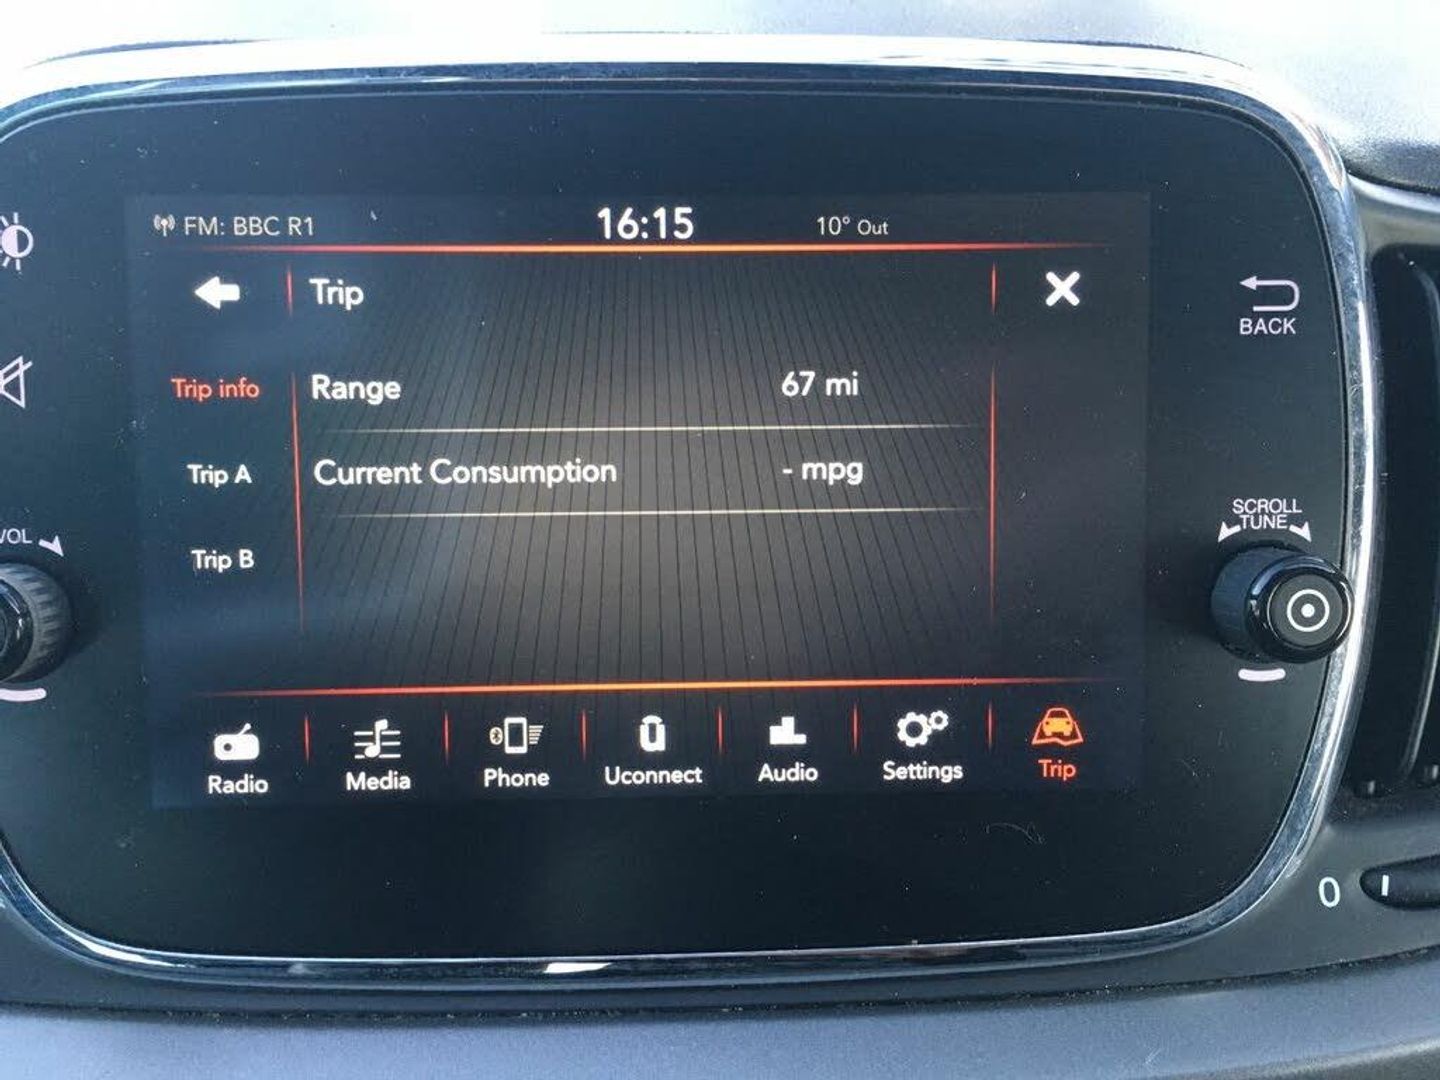 FM: BBC R1 16:15 10° Out
Trip
BACK
Trip info Range 67 mi
Trip A Current Consumption - mpg
Trip B
VOL
SCROLL
TUNE
Radio Media Phone Uconnect Audio Settings Trip
0